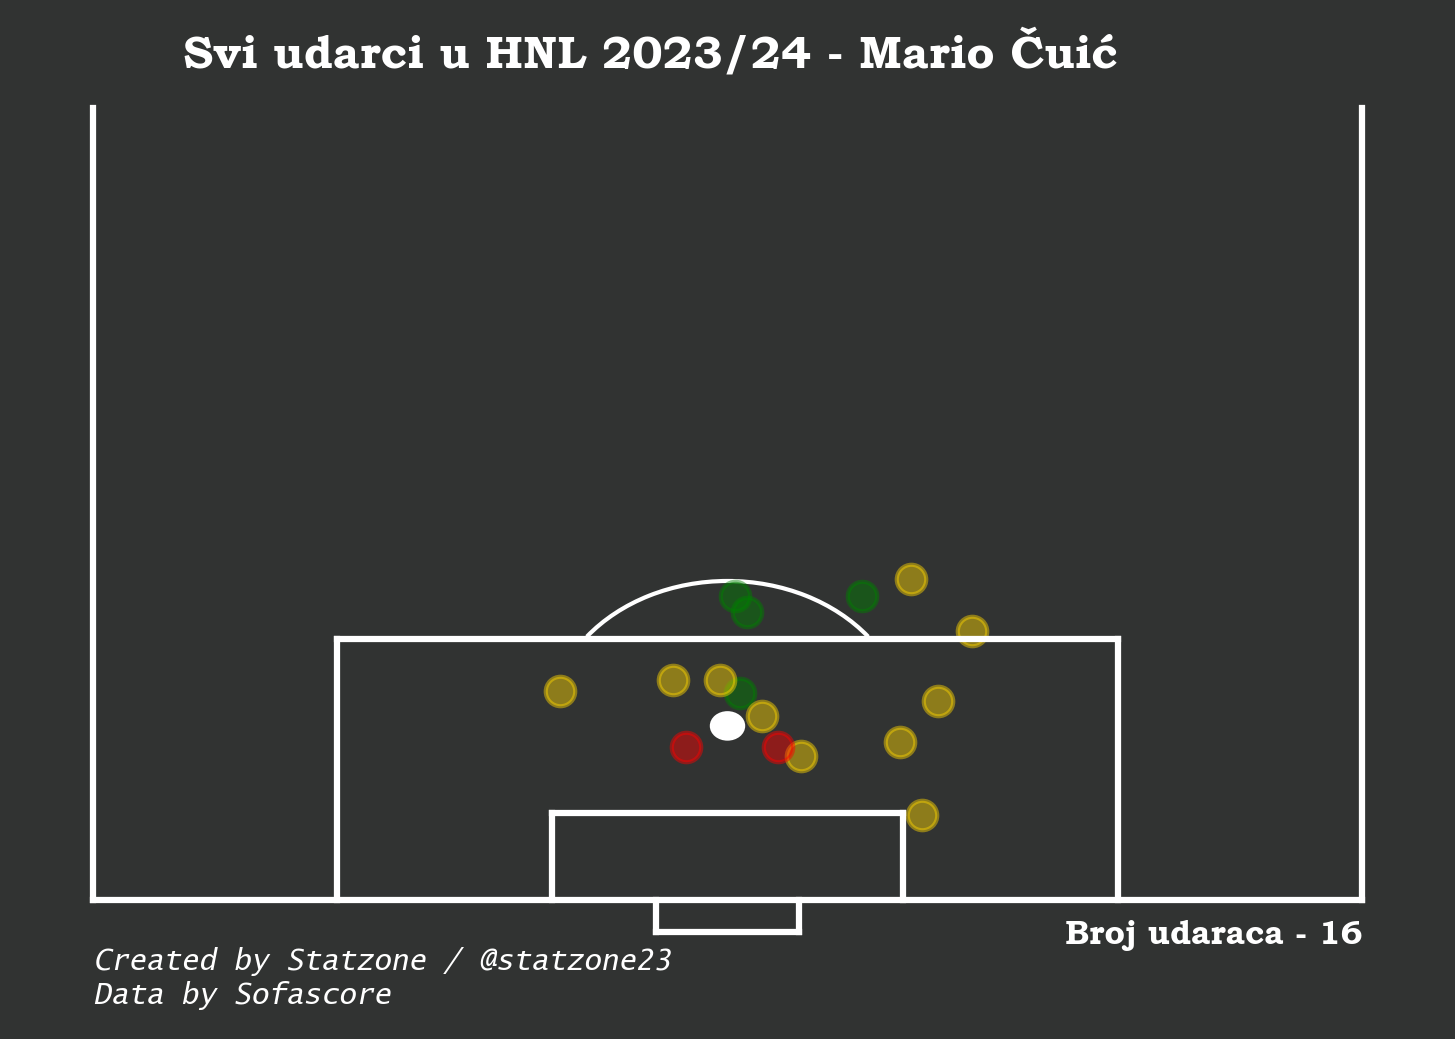 Svi udarci u HNL 2023/24 - Mario Čuić
Broj udaraca - 16
Created by Statzone / @statzone23
Data by Sofascore